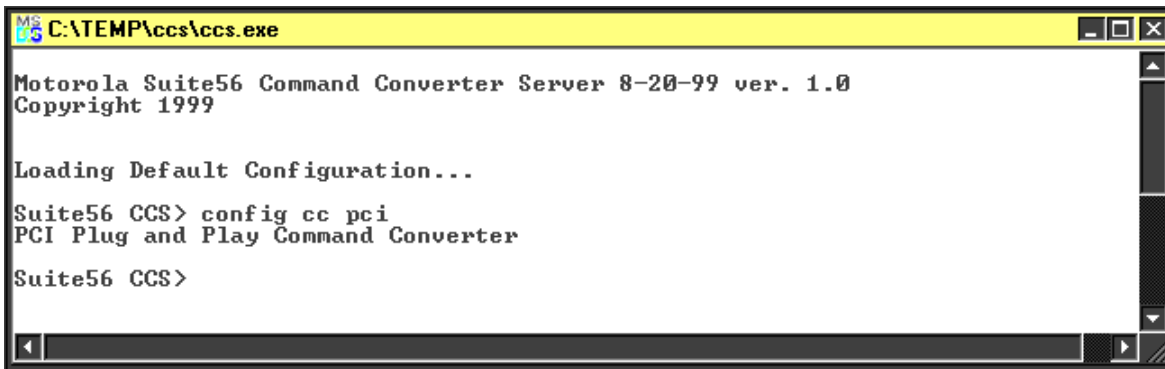 C:\TEMP\ccs\ccs.exe
Motorola Suite56 Command Converter Server 8-20-99 ver. 1.0
Copyright 1999
Loading Default Configuration...
Suite56 CCS> config cc pci
PCI Plug and Play Command Converter
Suite56 CCS>